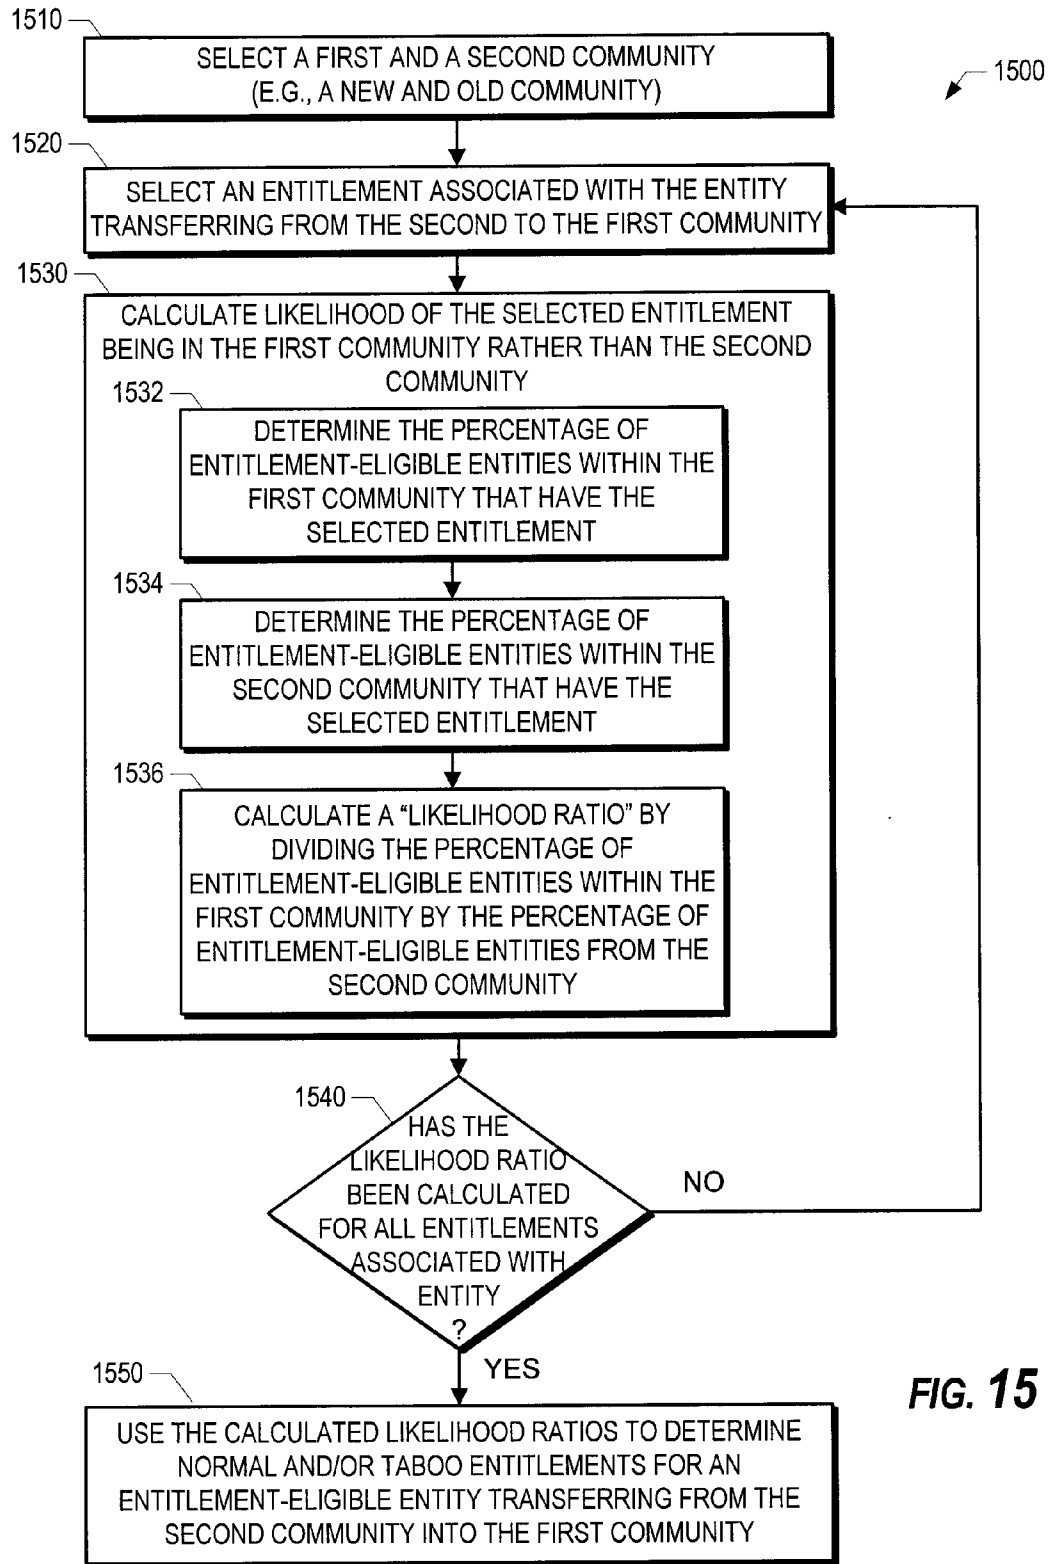 1510
SELECT A FIRST AND A SECOND COMMUNITY
(E.G., A NEW AND OLD COMMUNITY)
1500
1520
SELECT AN ENTITLEMENT ASSOCIATED WITH THE ENTITY
TRANSFERRING FROM THE SECOND TO THE FIRST COMMUNITY
1530
CALCULATE LIKELIHOOD OF THE SELECTED ENTITLEMENT
BEING IN THE FIRST COMMUNITY RATHER THAN THE SECOND
COMMUNITY
1532
DETERMINE THE PERCENTAGE OF
ENTITLEMENT-ELIGIBLE ENTITIES WITHIN THE
FIRST COMMUNITY THAT HAVE THE
SELECTED ENTITLEMENT
1534
DETERMINE THE PERCENTAGE OF
ENTITLEMENT-ELIGIBLE ENTITIES WITHIN THE
SECOND COMMUNITY THAT HAVE THE
SELECTED ENTITLEMENT
1536
CALCULATE A “LIKELIHOOD RATIO” BY
DIVIDING THE PERCENTAGE OF
ENTITLEMENT-ELIGIBLE ENTITIES WITHIN THE
FIRST COMMUNITY BY THE PERCENTAGE OF
ENTITLEMENT-ELIGIBLE ENTITIES FROM THE
SECOND COMMUNITY
1540
HAS THE
LIKELIHOOD RATIO
BEEN CALCULATED
FOR ALL ENTITLEMENTS
ASSOCIATED WITH
ENTITY
?
NO
YES
1550
USE THE CALCULATED LIKELIHOOD RATIOS TO DETERMINE
NORMAL AND/OR TABOO ENTITLEMENTS FOR AN
ENTITLEMENT-ELIGIBLE ENTITY TRANSFERRING FROM THE
SECOND COMMUNITY INTO THE FIRST COMMUNITY
FIG. 15